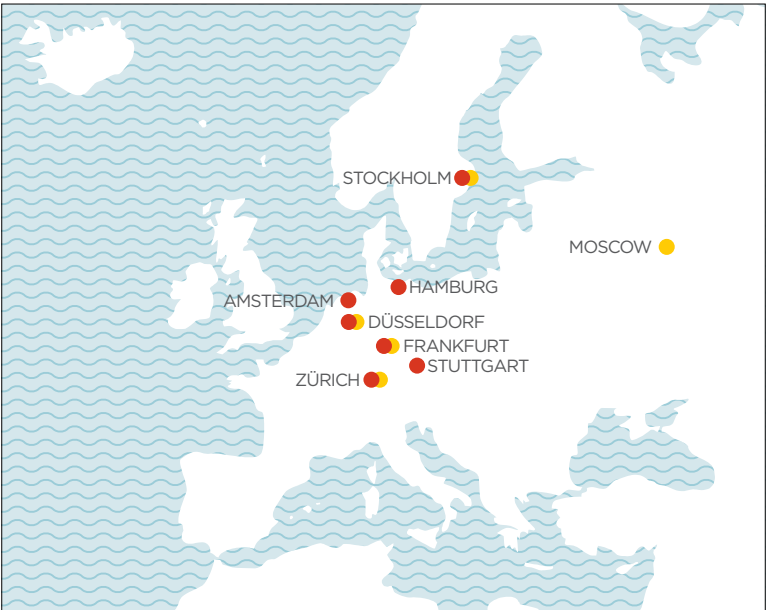 STOCKHOLM
MOSCOW
HAMBURG
AMSTERDAM
DÜSSELDORF
FRANKFURT
STUTTGART
ZÜRICH